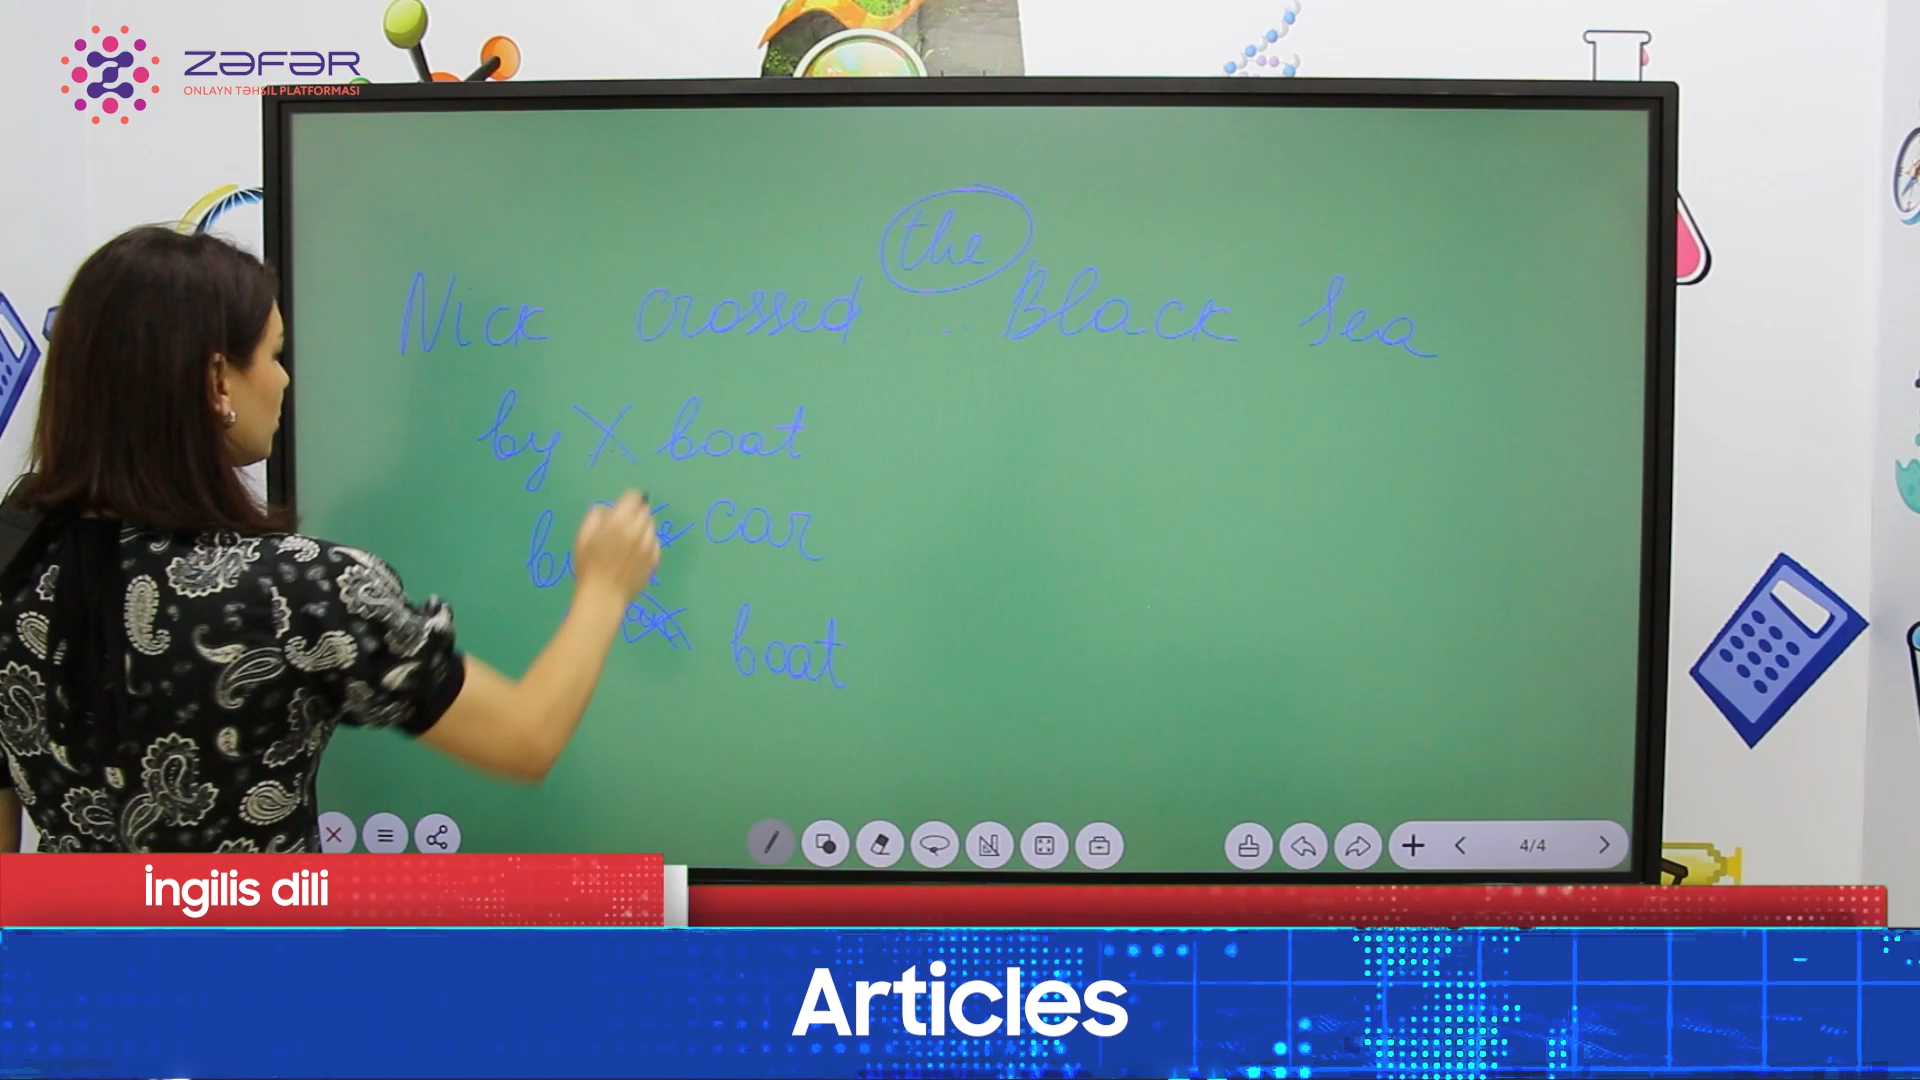 ZƏFƏR
ONLAYN TƏHSİL PLATFORMASI
the
Nick crossed .. Black Sea
by X boat
car
boat
4/4
İngilis dili
Articles